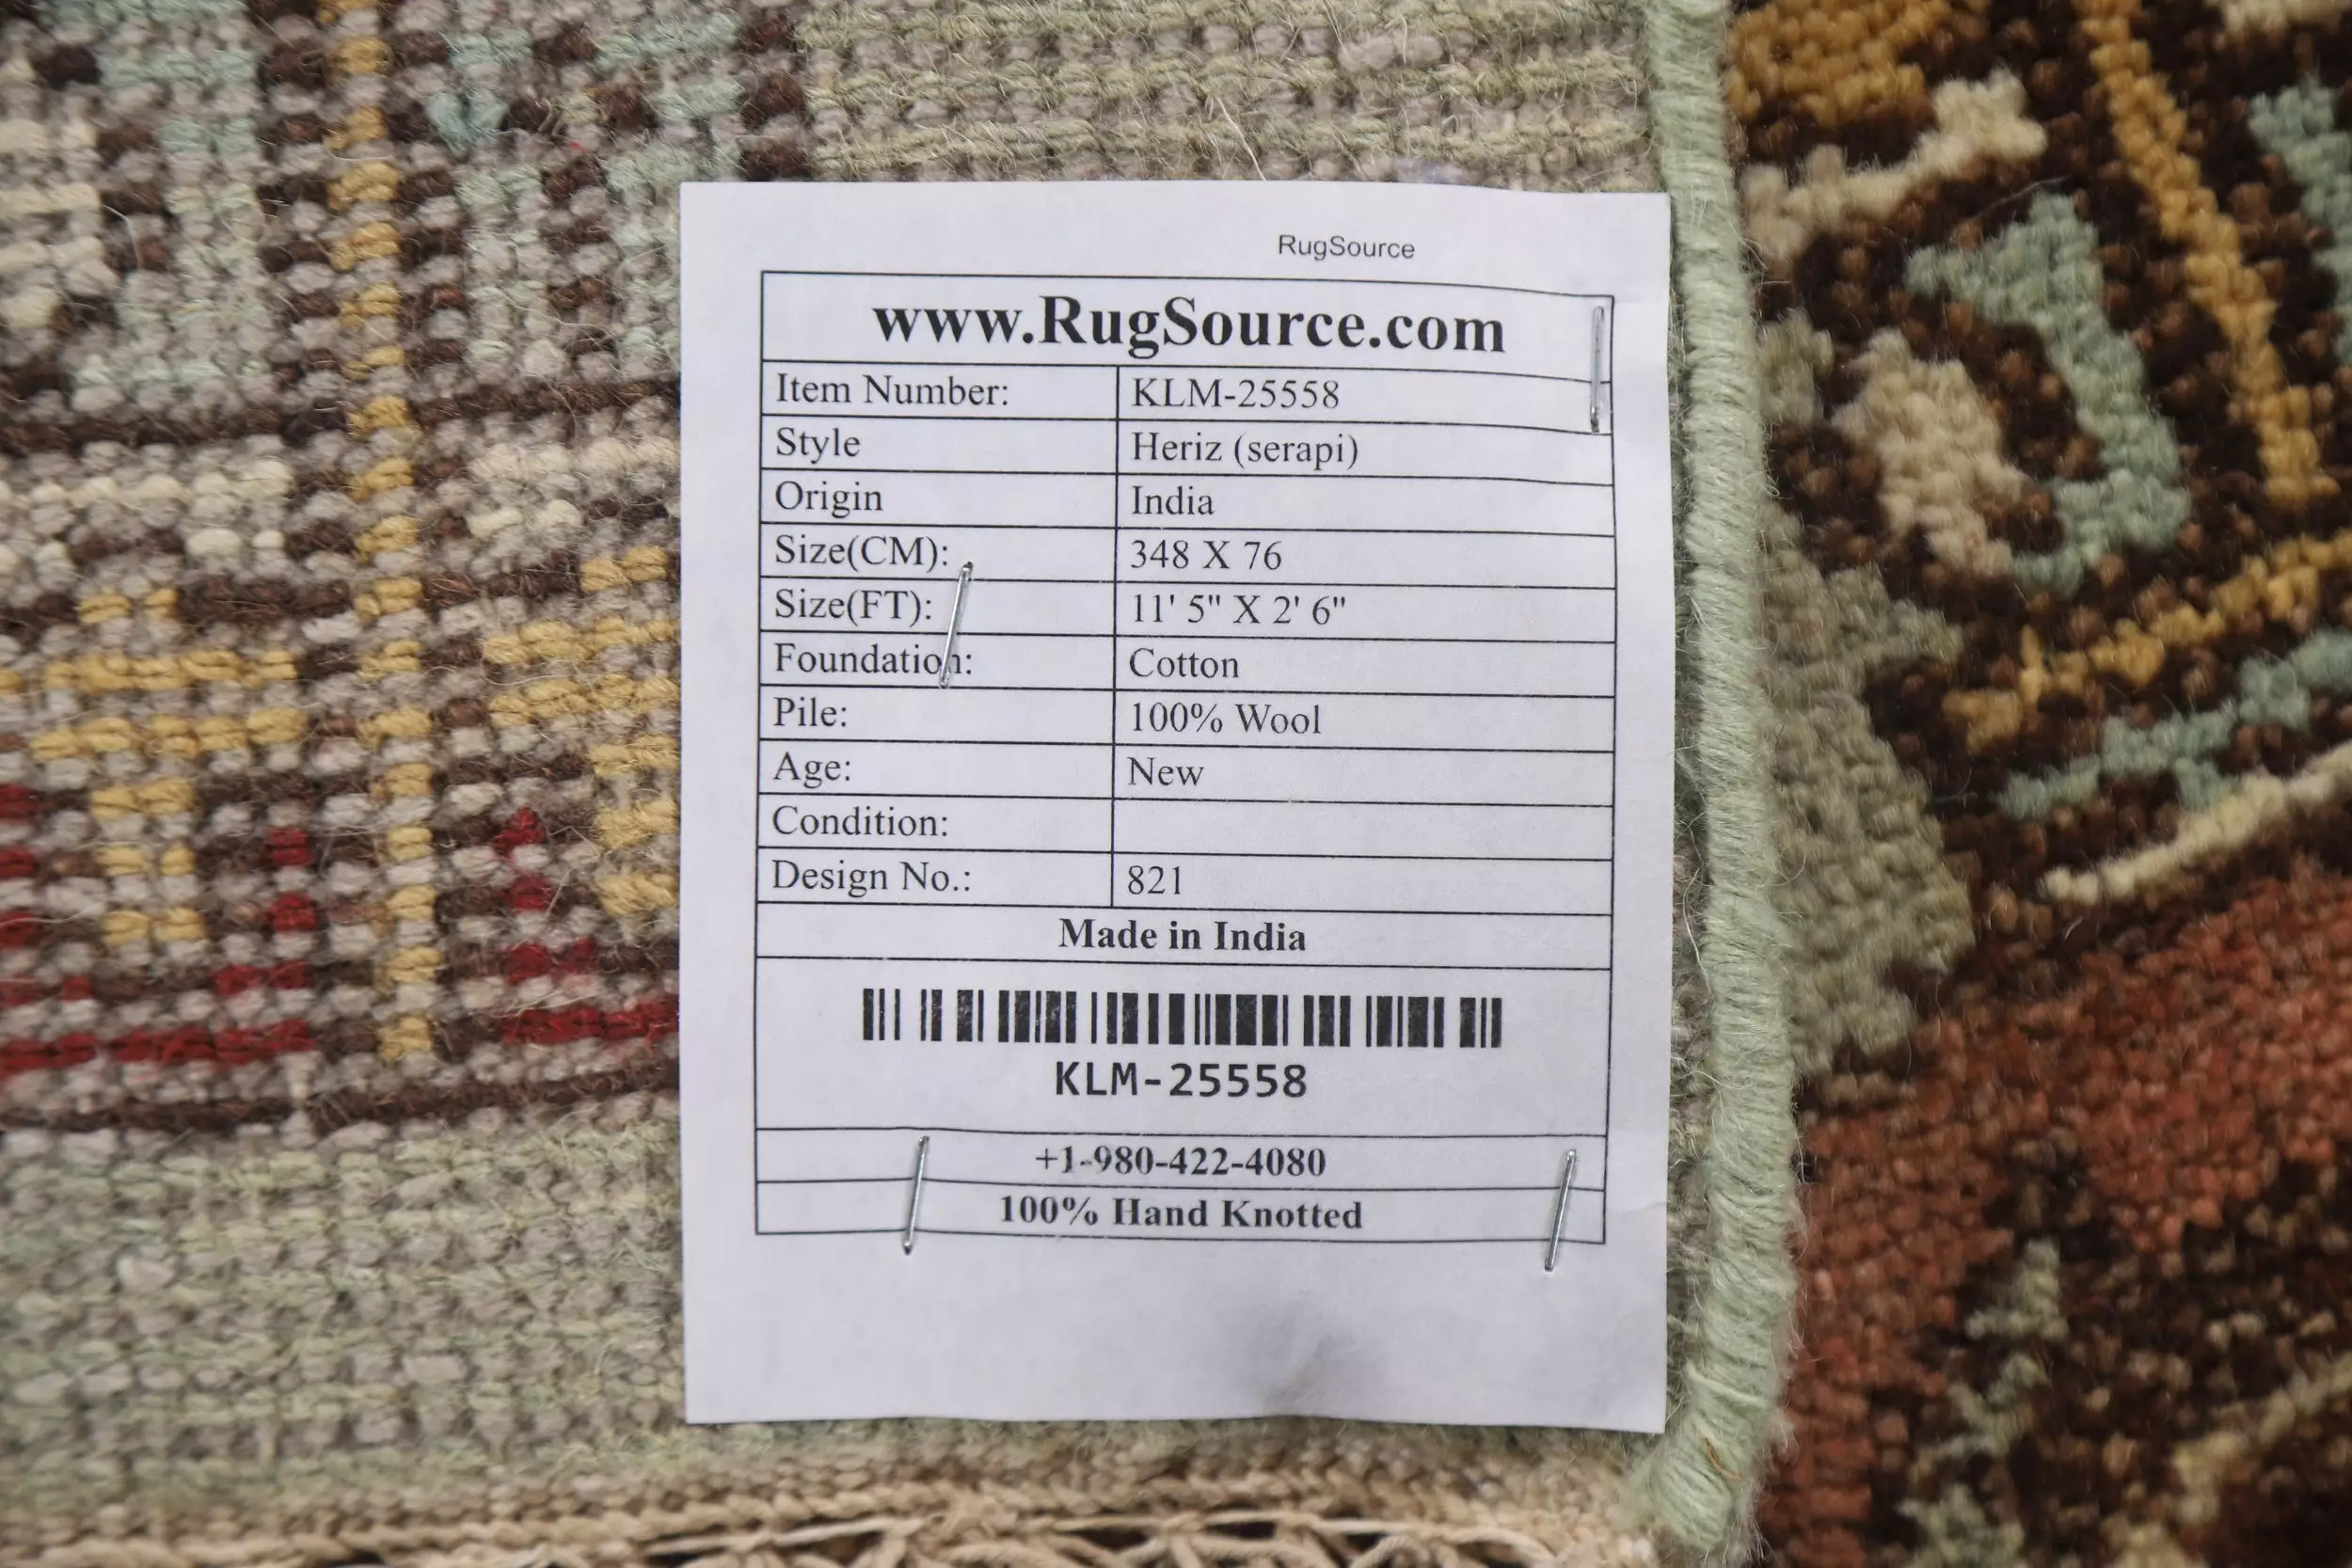 RugSource
www.RugSource.com
Item Number: KLM-25558
Style Heriz (serapi)
Origin India
Size(CM): 348 X 76
Size(FT): 11' 5" X 2' 6"
Foundation: Cotton
Pile: 100% Wool
Age: New
Condition:
Design No.: 821
Made in India
KLM-25558
+1-980-422-4080
100% Hand Knotted